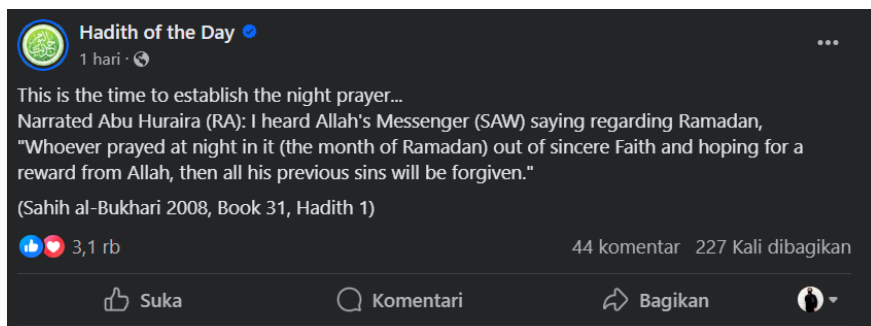 Hadith of the Day
1 hari ·
This is the time to establish the night prayer...
Narrated Abu Huraira (RA): I heard Allah's Messenger (SAW) saying regarding Ramadan,
"Whoever prayed at night in it (the month of Ramadan) out of sincere Faith and hoping for a
reward from Allah, then all his previous sins will be forgiven."
(Sahih al-Bukhari 2008, Book 31, Hadith 1)
3,1 rb 44 komentar 227 Kali dibagikan
Suka Komentari Bagikan